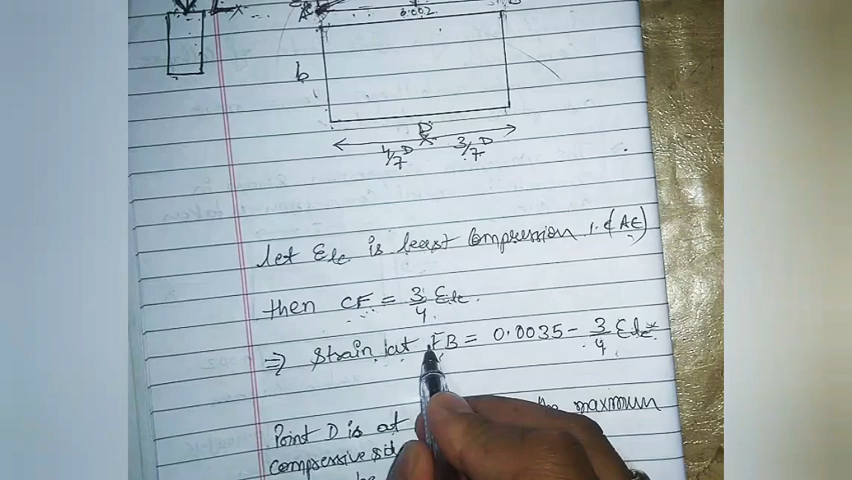 X
A
0.002
b
D
4/7 D 3/7 D
Let εlc is least Compression i.e (AE)
then CF = 3/4 εlc.
⇒ Strain at FB = 0.0035 - 3/4 εlc
Point D is at the maximum
compressive